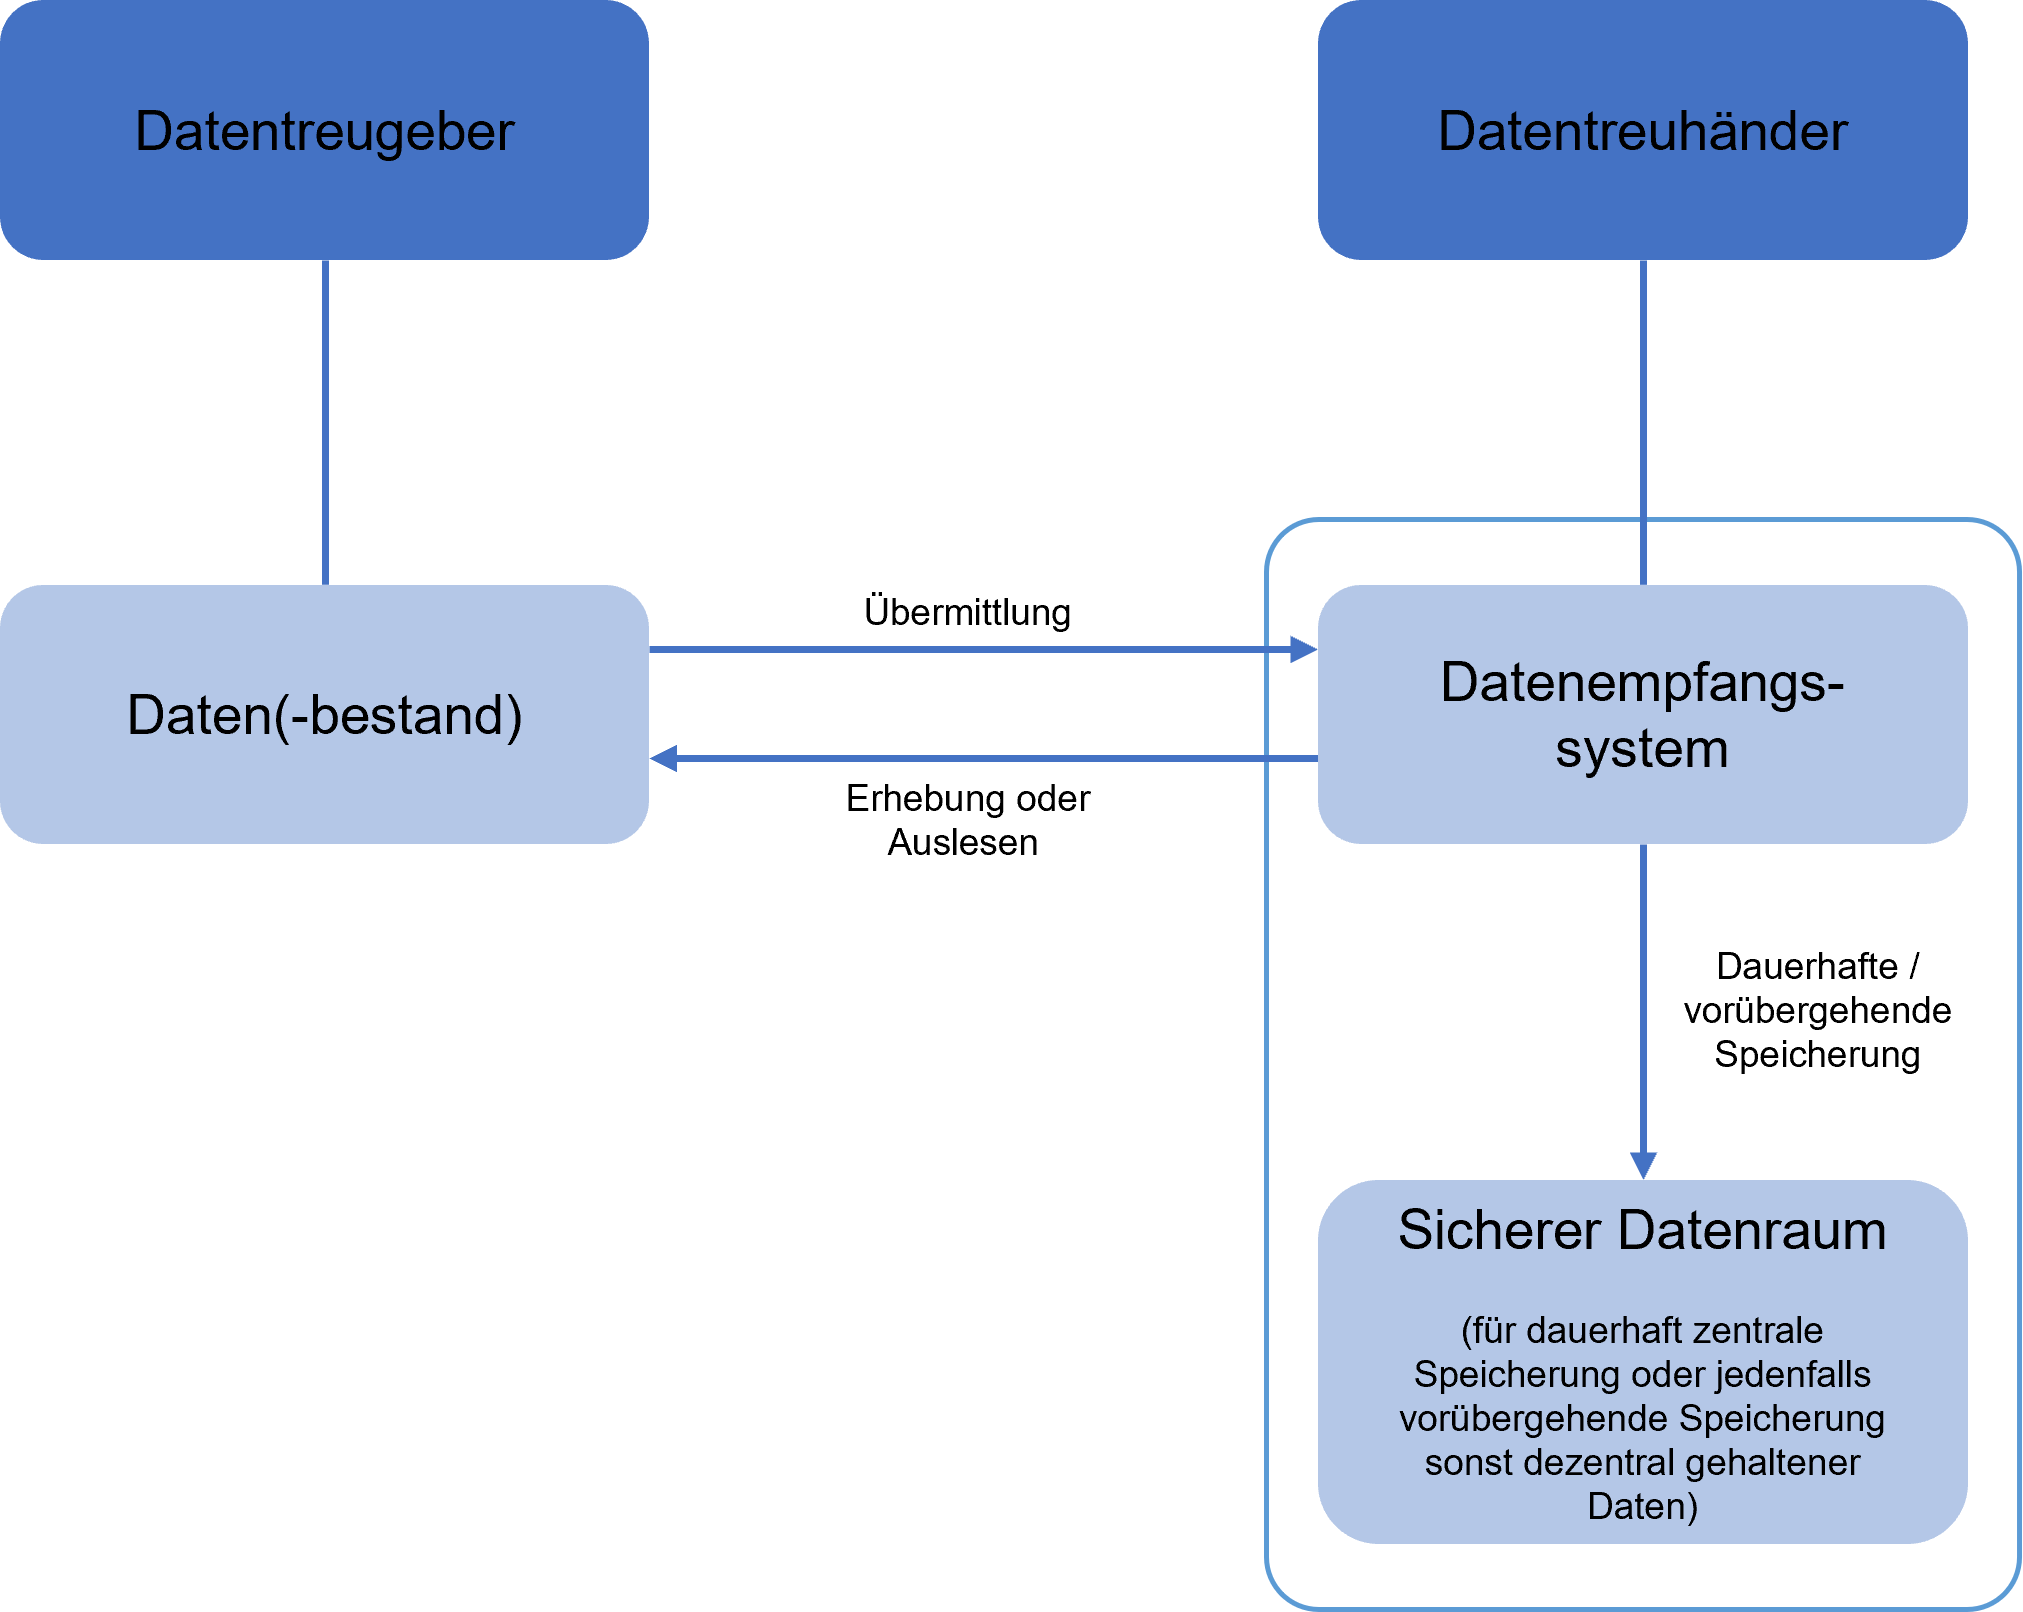 Datentreugeber
Datentreuhänder
Übermittlung
Daten(-bestand)
Datenempfangs-
system
Erhebung oder
Auslesen
Dauerhafte /
vorübergehende
Speicherung
Sicherer Datenraum
(für dauerhaft zentrale
Speicherung oder jedenfalls
vorübergehende Speicherung
sonst dezentral gehaltener
Daten)